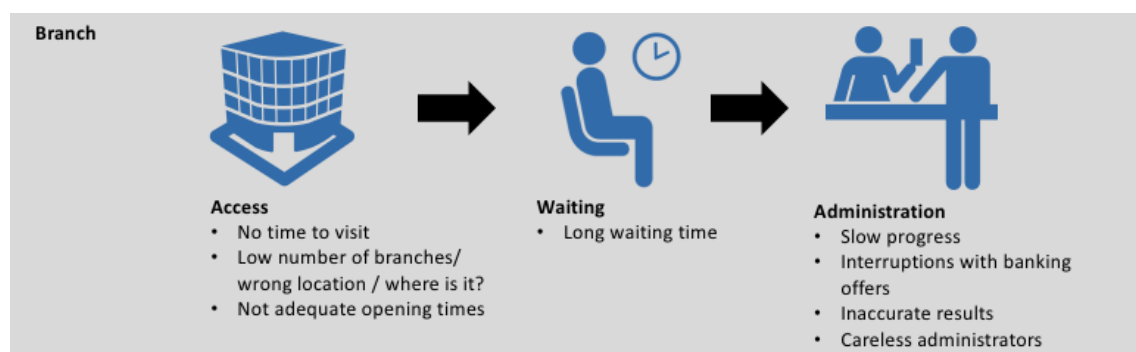 Branch
Access
• No time to visit
• Low number of branches/
wrong location / where is it?
• Not adequate opening times
Waiting
• Long waiting time
Administration
• Slow progress
• Interruptions with banking
offers
• Inaccurate results
• Careless administrators